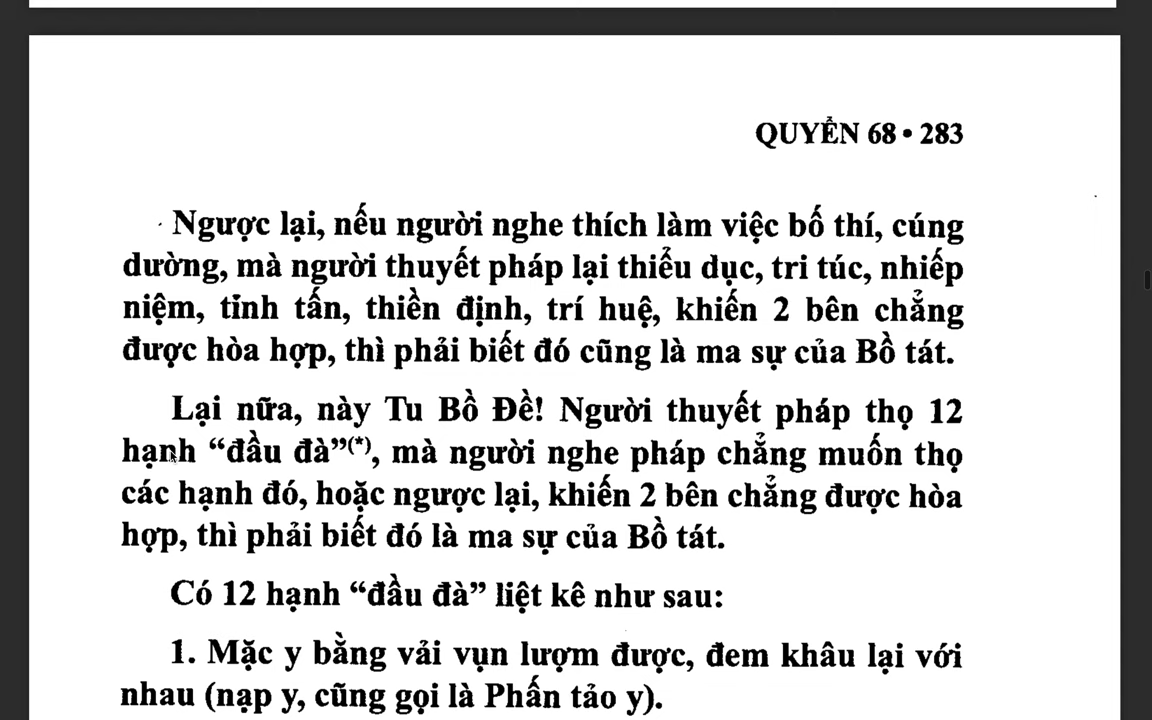 QUYỂN 68 • 283
Ngược lại, nếu người nghe thích làm việc bố thí, cúng
dường, mà người thuyết pháp lại thiểu dục, tri túc, nhiếp
niệm, tinh tấn, thiền định, trí huệ, khiến 2 bên chẳng
được hòa hợp, thì phải biết đó cũng là ma sự của Bồ tát.
Lại nữa, này Tu Bồ Đề! Người thuyết pháp thọ 12
hạnh “đầu đà”(*), mà người nghe pháp chẳng muốn thọ
các hạnh đó, hoặc ngược lại, khiến 2 bên chẳng được hòa
hợp, thì phải biết đó là ma sự của Bồ tát.
Có 12 hạnh “đầu đà” liệt kê như sau:
1. Mặc y bằng vải vụn lượm được, đem khâu lại với
nhau (nạp y, cũng gọi là Phấn tảo y).